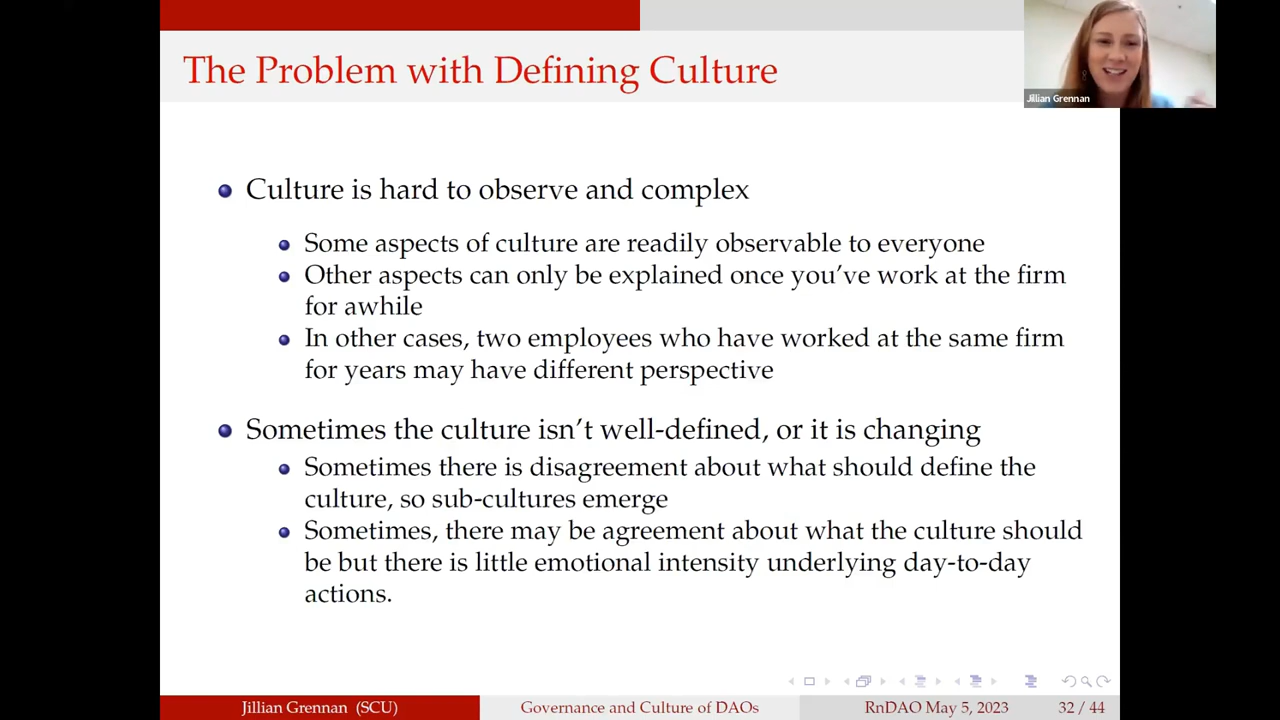 The Problem with Defining Culture
Jillian Grennan
Culture is hard to observe and complex
Some aspects of culture are readily observable to everyone
Other aspects can only be explained once you've work at the firm
for awhile
In other cases, two employees who have worked at the same firm
for years may have different perspective
Sometimes the culture isn't well-defined, or it is changing
Sometimes there is disagreement about what should define the
culture, so sub-cultures emerge
Sometimes, there may be agreement about what the culture should
be but there is little emotional intensity underlying day-to-day
actions.
Jillian Grennan (SCU)
Governance and Culture of DAOs
RnDAO May 5, 2023
32 / 44